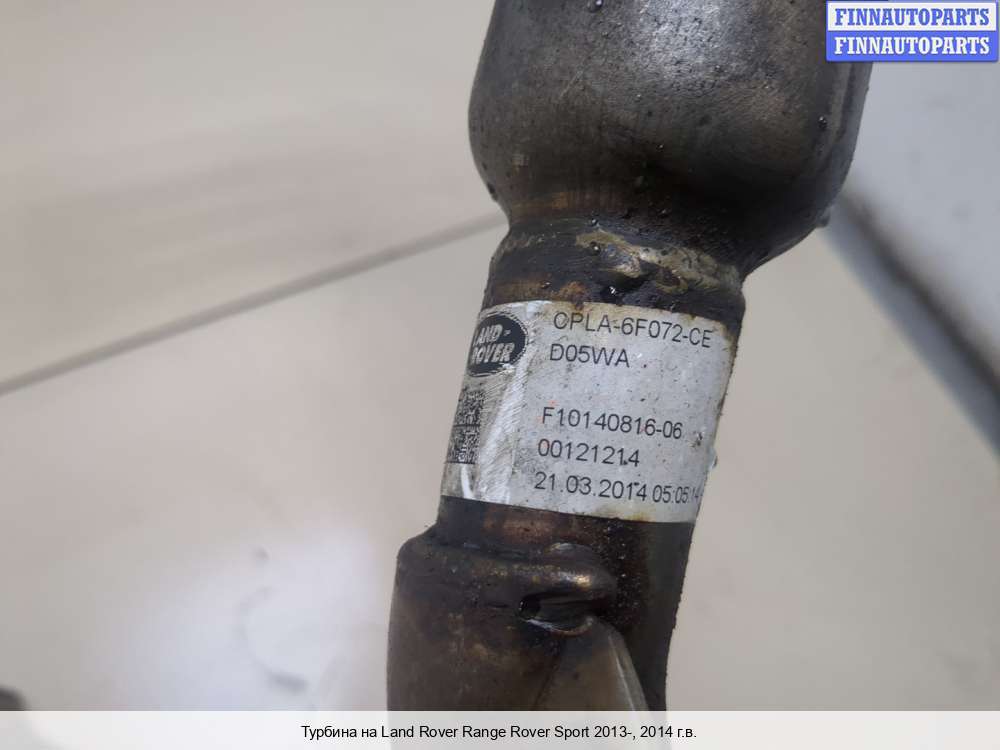 FINNAUTOPARTS
FINNAUTOPARTS
LAND
ROVER
CPLA-6F072-CE
D05WA
F10140816-06
00121214
21.03.2014 05:05:14
Турбина на Land Rover Range Rover Sport 2013-, 2014 г.в.